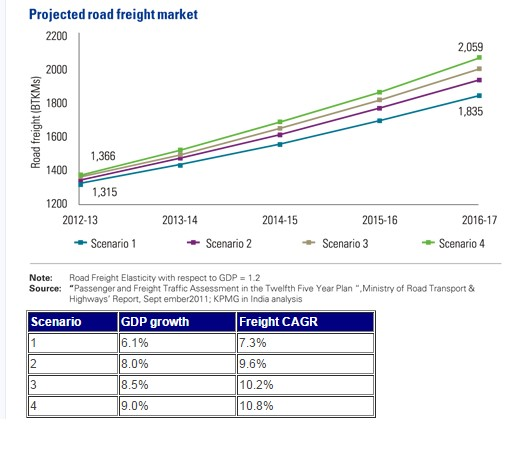 Projected road freight market
Road freight (BTKMs)
2200
2000
1800
1600
1400
1200
1,366
1,315
2,059
1,835
2012-13 2013-14 2014-15 2015-16 2016-17
Scenario 1 Scenario 2 Scenario 3 Scenario 4
Note: Road Freight Elasticity with respect to GDP = 1.2
Source: "Passenger and Freight Traffic Assessment in the Twelfth Five Year Plan ",Ministry of Road Transport &
Highways' Report, Sept ember2011; KPMG in India analysis
Scenario GDP growth Freight CAGR
1 6.1% 7.3%
2 8.0% 9.6%
3 8.5% 10.2%
4 9.0% 10.8%